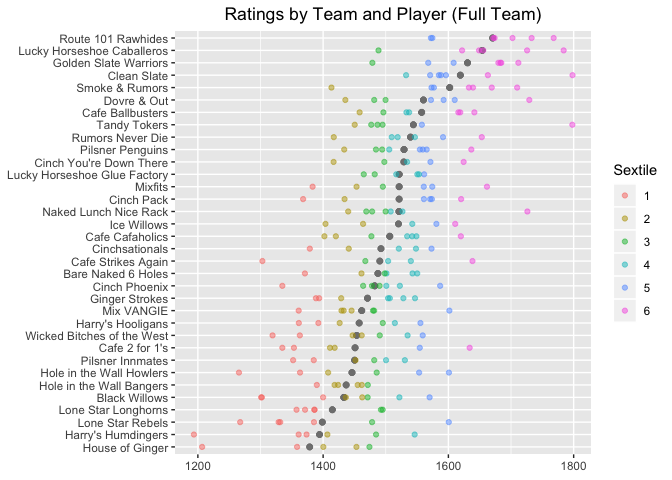 Ratings by Team and Player (Full Team)
Route 101 Rawhides
Lucky Horseshoe Caballeros
Golden Slate Warriors
Clean Slate
Smoke & Rumors
Dovre & Out
Cafe Ballbusters
Tandy Tokers
Rumors Never Die
Pilsner Penguins
Cinch You're Down There
Lucky Horseshoe Glue Factory
Mixfits
Cinch Pack
Naked Lunch Nice Rack
Ice Willows
Cafe Cafaholics
Cinchsationals
Cafe Strikes Again
Bare Naked 6 Holes
Cinch Phoenix
Ginger Strokes
Mix VANGIE
Harry's Hooligans
Wicked Bitches of the West
Cafe 2 for 1's
Pilsner Innmates
Hole in the Wall Howlers
Hole in the Wall Bangers
Black Willows
Lone Star Longhorns
Lone Star Rebels
Harry's Humdingers
House of Ginger
1200 1400 1600 1800
Sextile
1
2
3
4
5
6